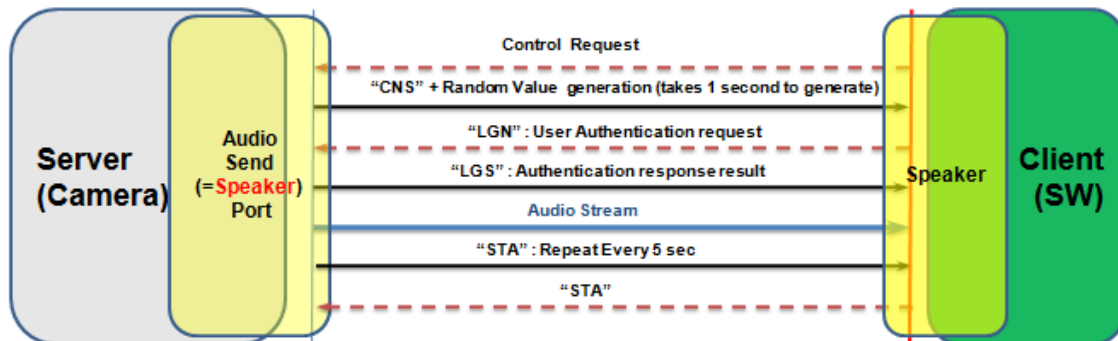 Control Request
“CNS” + Random Value generation (takes 1 second to generate)
“LGN” : User Authentication request
“LGS” : Authentication response result
Audio Stream
“STA” : Repeat Every 5 sec
“STA”
Server
(Camera)
Audio
Send
(=Speaker)
Port
Speaker
Client
(SW)